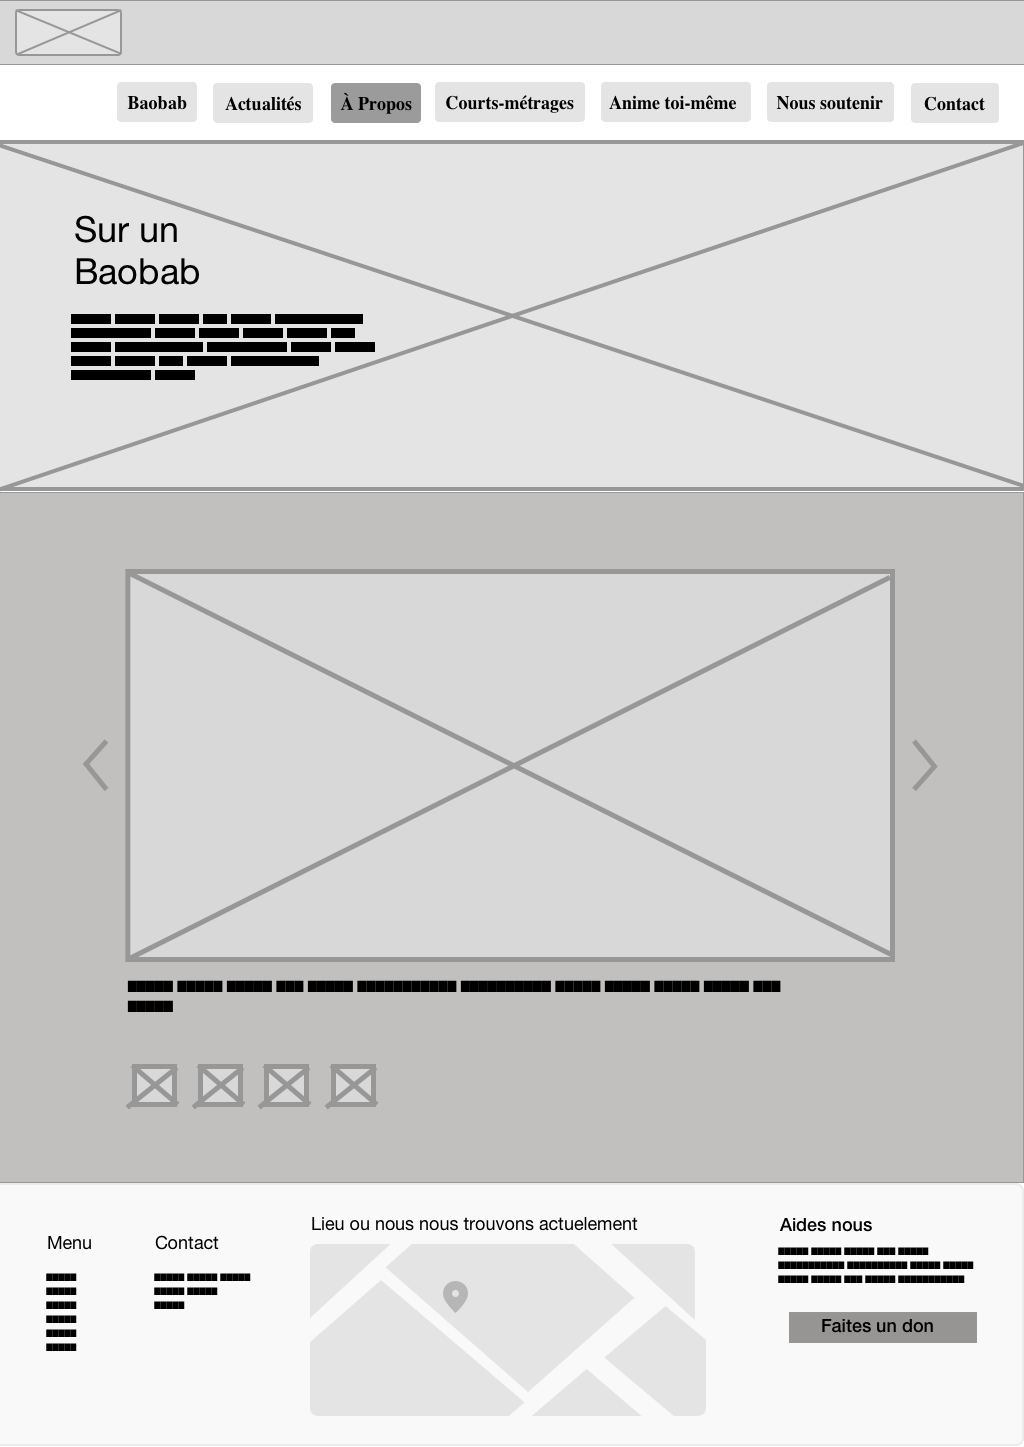 Baobab
Actualités
À Propos
Courts-métrages
Anime toi-même
Nous soutenir
Contact
Sur un
Baobab
Menu
Contact
Lieu ou nous nous trouvons actuelement
Aides nous
Faites un don